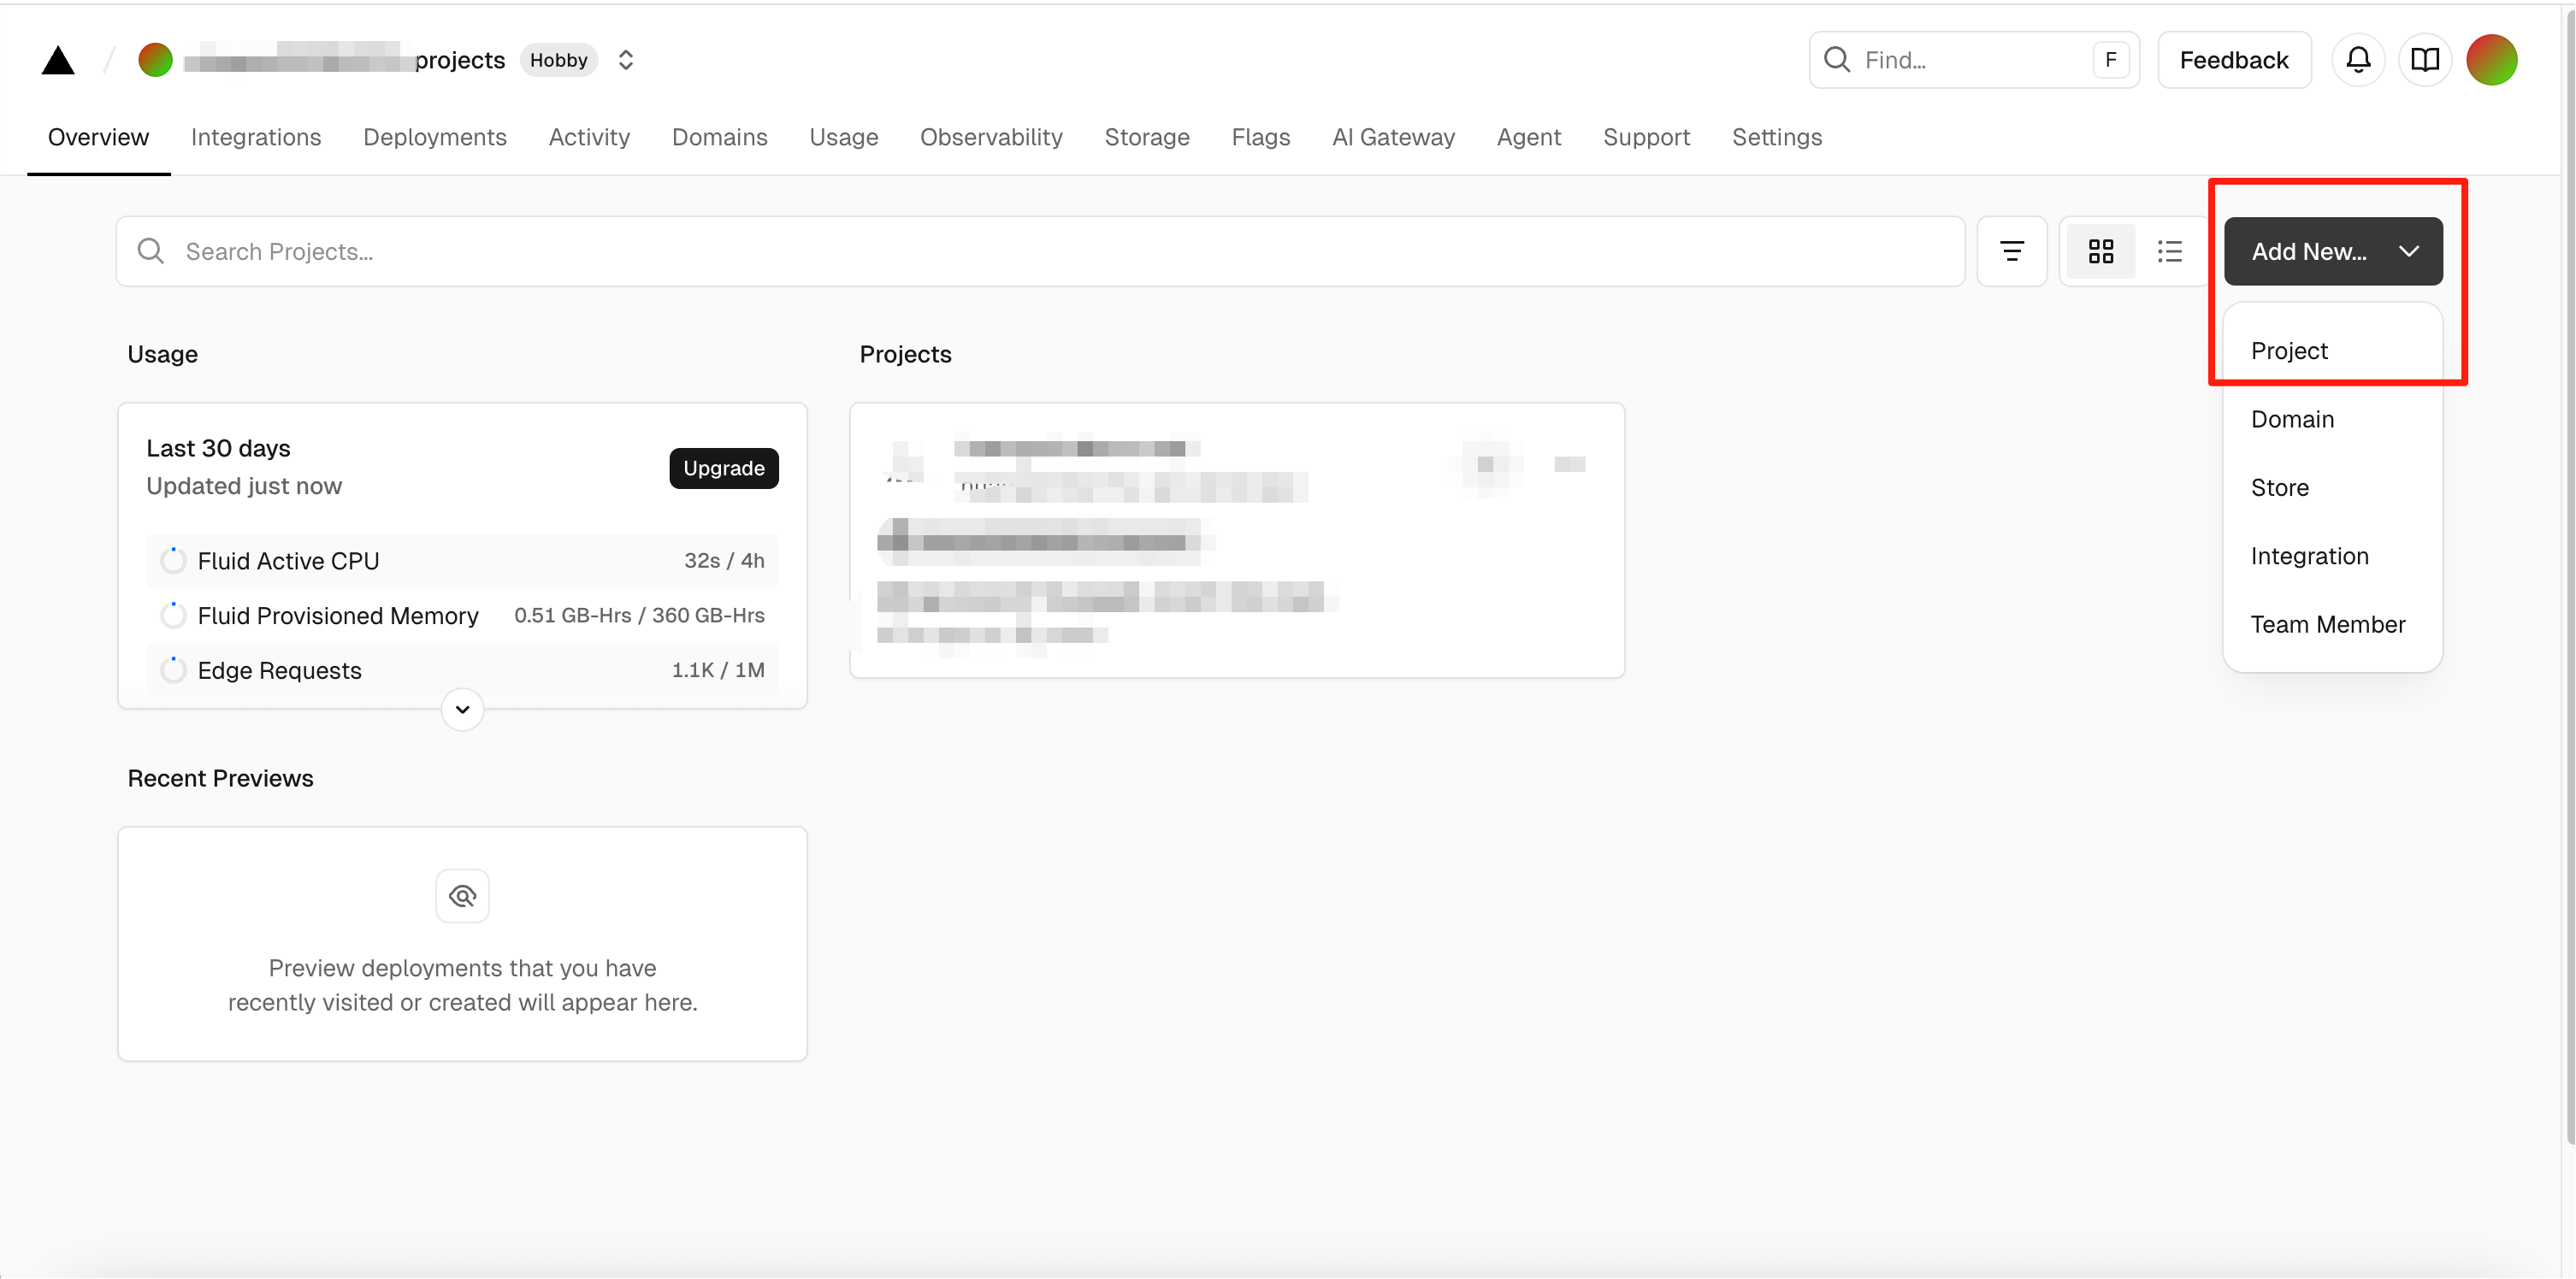 projects Hobby
Find... F Feedback
Overview Integrations Deployments Activity Domains Usage Observability Storage Flags AI Gateway Agent Support Settings
Search Projects... Add New...
Project
Domain
Store
Integration
Team Member
Usage
Last 30 days
Updated just now
Upgrade
Fluid Active CPU 32s / 4h
Fluid Provisioned Memory 0.51 GB-Hrs / 360 GB-Hrs
Edge Requests 1.1K / 1M
Projects
Recent Previews
Preview deployments that you have
recently visited or created will appear here.